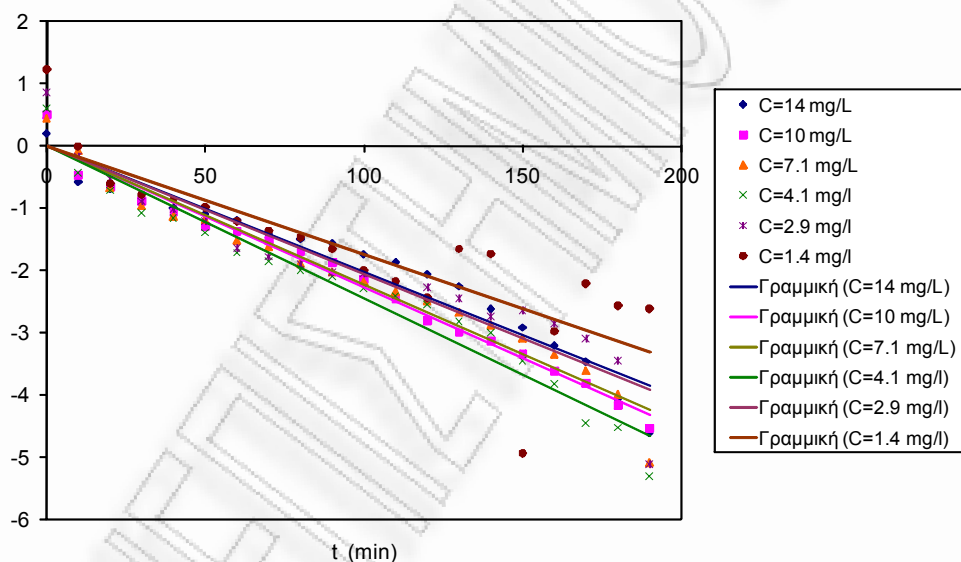 2
1
0
-1
-2
-3
-4
-5
-6
0 50 100 150 200
t (min)
C=14 mg/L
C=10 mg/L
C=7.1 mg/L
C=4.1 mg/l
C=2.9 mg/l
C=1.4 mg/l
Γραμμική (C=14 mg/L)
Γραμμική (C=10 mg/L)
Γραμμική (C=7.1 mg/L)
Γραμμική (C=4.1 mg/l)
Γραμμική (C=2.9 mg/l)
Γραμμική (C=1.4 mg/l)